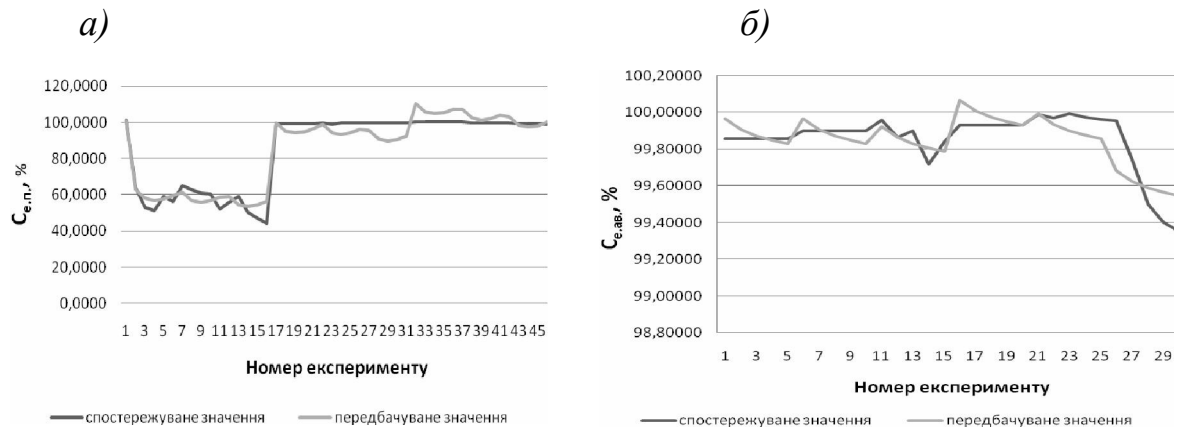 а)
120,0000
100,0000
80,0000
60,0000
40,0000
20,0000
0,0000
Cе.п., %
1 3 5 7 9 11 13 15 17 19 21 23 25 27 29 31 33 35 37 39 41 43 45
Номер експерименту
спостережуване значення передбачуване значення
б)
100,20000
100,00000
99,80000
99,60000
99,40000
99,20000
99,00000
98,80000
Cе.ав., %
1 3 5 7 9 11 13 15 17 19 21 23 25 27 29
Номер експерименту
спостережуване значення передбачуване значення